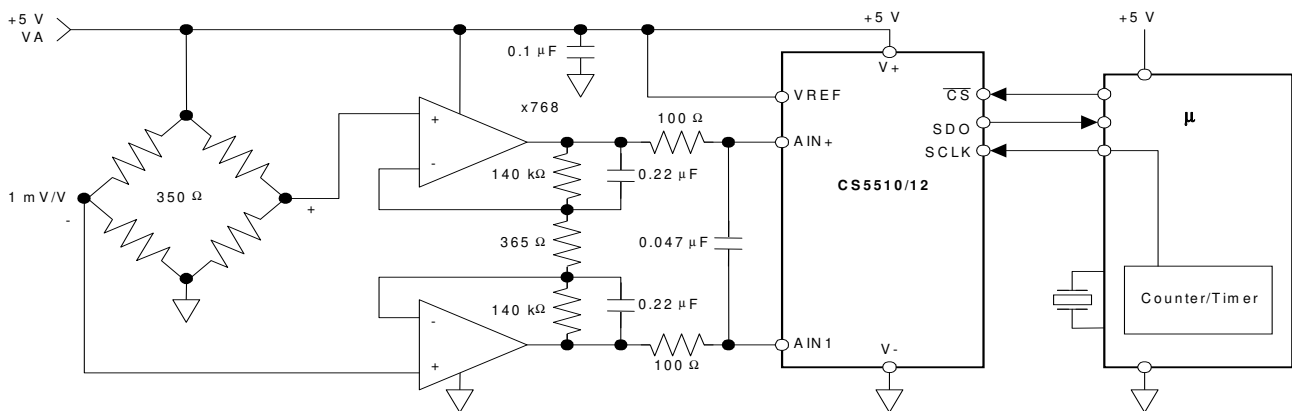 +5 V
VA
+5 V
+5 V
0.1 µF
V+
x768
VREF
CS
µ
+
100 Ω
SDO
AIN+
-
SCLK
140 kΩ
0.22 µF
CS5510/12
1 mV/V
350 Ω
-
+
365 Ω
0.047 µF
0.22 µF
140 kΩ
Counter/Timer
-
+
100 Ω
AIN1
V-